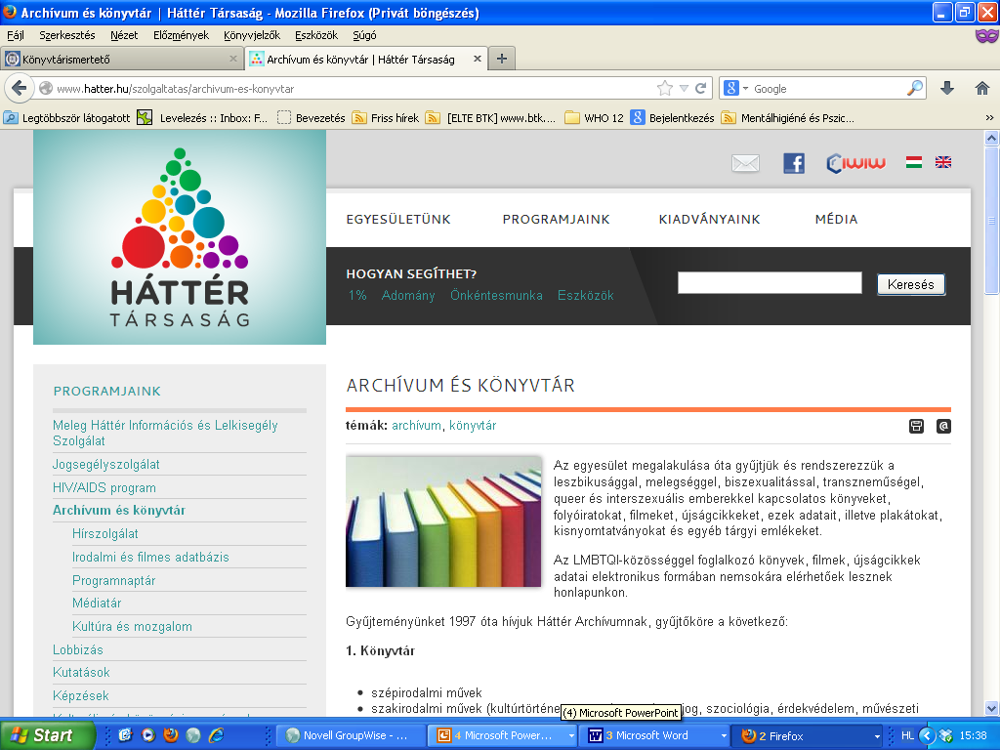 Archívum és könyvtár | Háttér Társaság - Mozilla Firefox (Privát böngészés)
Fájl Szerkesztés Nézet Előzmények Könyvjelzők Eszközök Súgó
Könyvtárismertető
Archívum és könyvtár | Háttér Társaság
www.hatter.hu/szolgaltatas/archivum-es-konyvtar
Google
Legtöbbször látogatott
Levelezés :: Inbox: F...
Bevezetés
Friss hírek
[ELTE BTK] www.btk....
WHO 12
Bejelentkezés
Mentálhigiéné és Pszic...
iWiW
HÁTTÉR
TÁRSASÁG
EGYESÜLETÜNK PROGRAMJAINK KIADVÁNYAINK MÉDIA
HOGYAN SEGÍTHET?
1% Adomány Önkéntesmunka Eszközök
Keresés
PROGRAMJAINK
Meleg Háttér Információs és Lelkisegély
Szolgálat
Jogsegélyszolgálat
HIV/AIDS program
Archívum és könyvtár
Hírszolgálat
Irodalmi és filmes adatbázis
Programnaptár
Médiatár
Kultúra és mozgalom
Lobbizás
Kutatások
Képzések
ARCHÍVUM ÉS KÖNYVTÁR
témák: archívum, könyvtár
Az egyesület megalakulása óta gyűjtjük és rendszerezzük a
leszbikusággal, melegséggel, biszexualitással, transzneműségel,
queer és interszexuális emberekkel kapcsolatos könyveket,
folyóiratokat, filmeket, újságcikkeket, ezek adatait, illetve plakátokat,
kisnyomtatványokat és egyéb tárgyi emlékeket.
Az LMBTQI-közösséggel foglalkozó könyvek, filmek, újságcikkek
adatai elektronikus formában nemsokára elérhetőek lesznek
honlapunkon.
Gyűjteményünket 1997 óta hívjuk Háttér Archívumnak, gyűjtőköre a következő:
1. Könyvtár
szépirodalmi művek
szakirodalmi művek (kultúrtörténe jog, szociológia, érdekvédelem, művészeti
(4) Microsoft PowerPoint
Start
Novell GroupWise - ...
4 Microsoft Power...
3 Microsoft Word
2 Firefox
HU
15:38